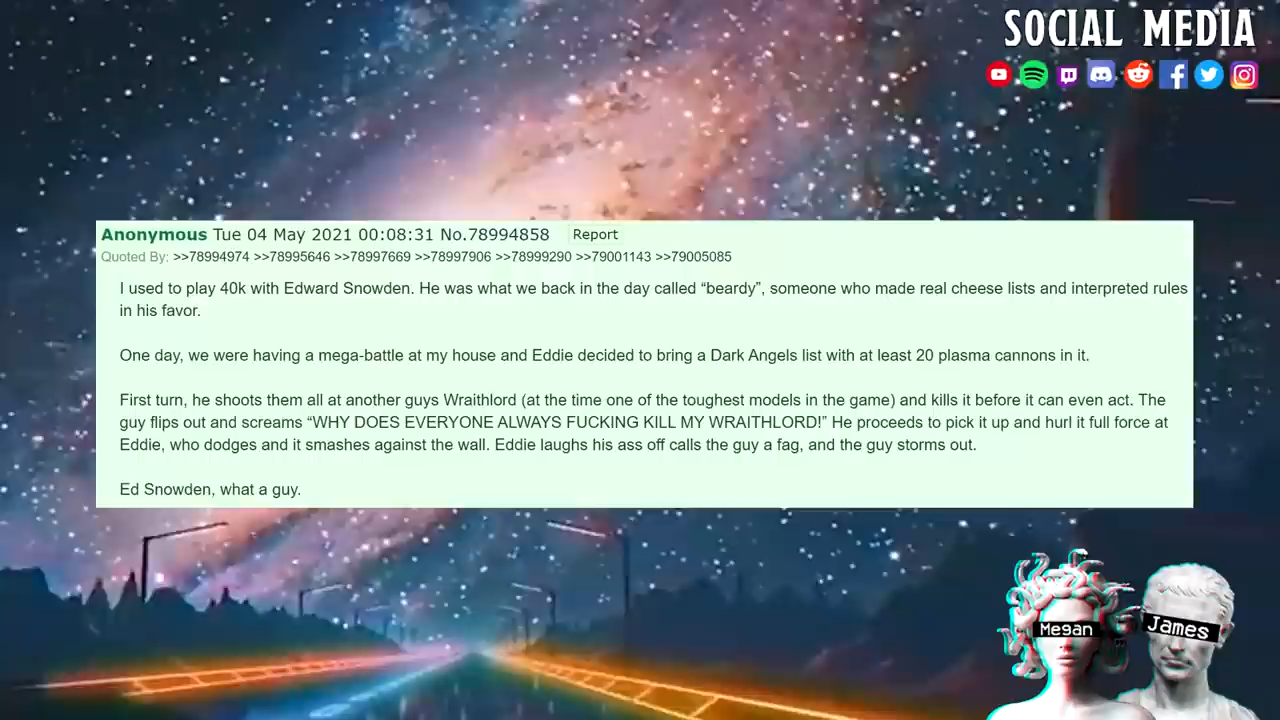 SOCIAL MEDIA
Anonymous Tue 04 May 2021 00:08:31 No.78994858 Report
Quoted By: >>78994974 >>78995646 >>78997669 >>78997906 >>78999290 >>79001143 >>79005085
I used to play 40k with Edward Snowden. He was what we back in the day called “beardy”, someone who made real cheese lists and interpreted rules
in his favor.
One day, we were having a mega-battle at my house and Eddie decided to bring a Dark Angels list with at least 20 plasma cannons in it.
First turn, he shoots them all at another guys Wraithlord (at the time one of the toughest models in the game) and kills it before it can even act. The
guy flips out and screams “WHY DOES EVERYONE ALWAYS FUCKING KILL MY WRAITHLORD!” He proceeds to pick it up and hurl it full force at
Eddie, who dodges and it smashes against the wall. Eddie laughs his ass off calls the guy a fag, and the guy storms out.
Ed Snowden, what a guy.
Megan
James